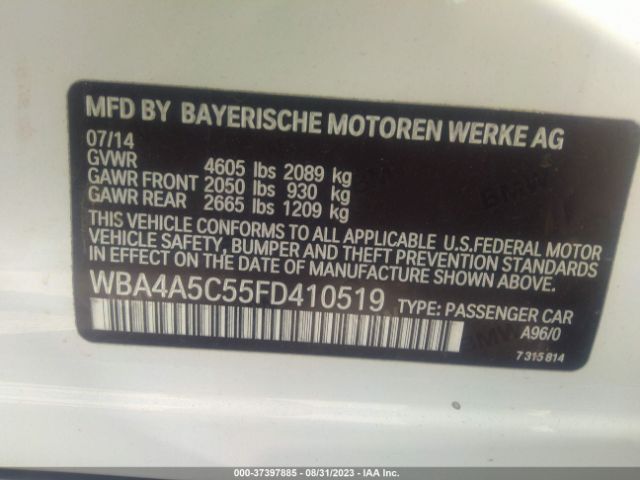 MFD BY BAYERISCHE MOTOREN WERKE AG
07/14
GVWR 4605 lbs 2089 kg
GAWR FRONT 2050 lbs 930 kg
GAWR REAR 2665 lbs 1209 kg
THIS VEHICLE CONFORMS TO ALL APPLICABLE U.S.FEDERAL MOTOR
VEHICLE SAFETY, BUMPER AND THEFT PREVENTION STANDARDS
IN EFFECT ON THE DATE OF MANUFACTURE SHOWN ABOVE.
WBA4A5C55FD410519 TYPE: PASSENGER CAR
A96/0
7 315 814
000-37397885 - 08/31/2023 - IAA Inc.